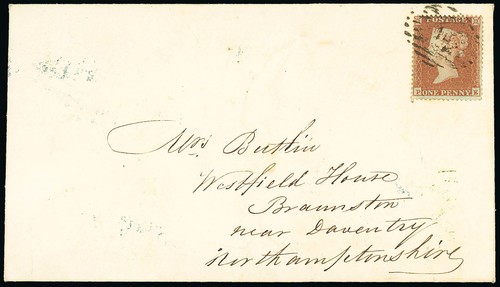 POSTAGE
ONE PENNY
Mrs. Butlin
Westfield House
Braunston
near Daventry
Northamptonshire